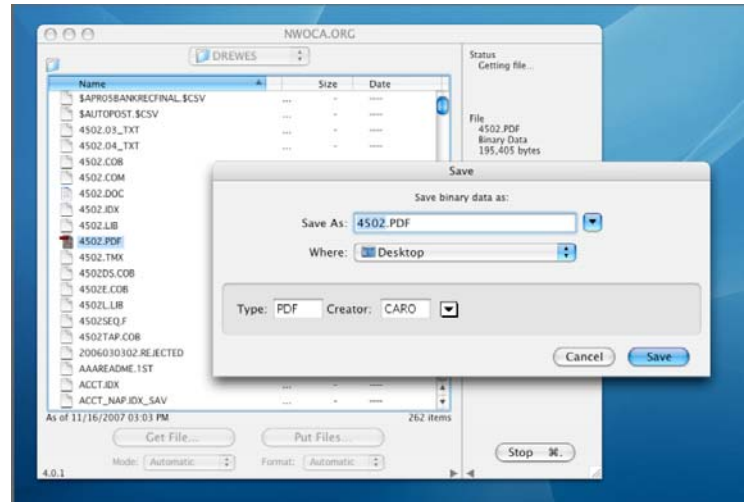 NWOCA.ORG
DREWES
Name Size Date
$APR05BANKRECFINAL.$CSV ... - ----
$AUTOPOST.$CSV ... - ----
4502.03_TXT ... - ----
4502.04_TXT ... - ----
4502.COB
4502.COM
4502.DOC
4502.IDX
4502.LIB
4502.PDF
4502.TMX
4502DS.COB
4502E.COB
4502L.LIB
4502SEQ.F
4502TAP.COB
2006030302.REJECTED
AAAREADME.1ST
ACCT.IDX ... - ----
ACCT_NAP.IDX_SAV ... - ----
As of 11/16/2007 03:03 PM 262 items
Get File... Put Files...
Mode: Automatic Format: Automatic
4.0.1
Status
Getting file...
File
4502.PDF
Binary Data
195,405 bytes
Save
Save binary data as:
Save As: 4502.PDF
Where: Desktop
Type: PDF Creator: CARO
Cancel Save
Stop ⌘.